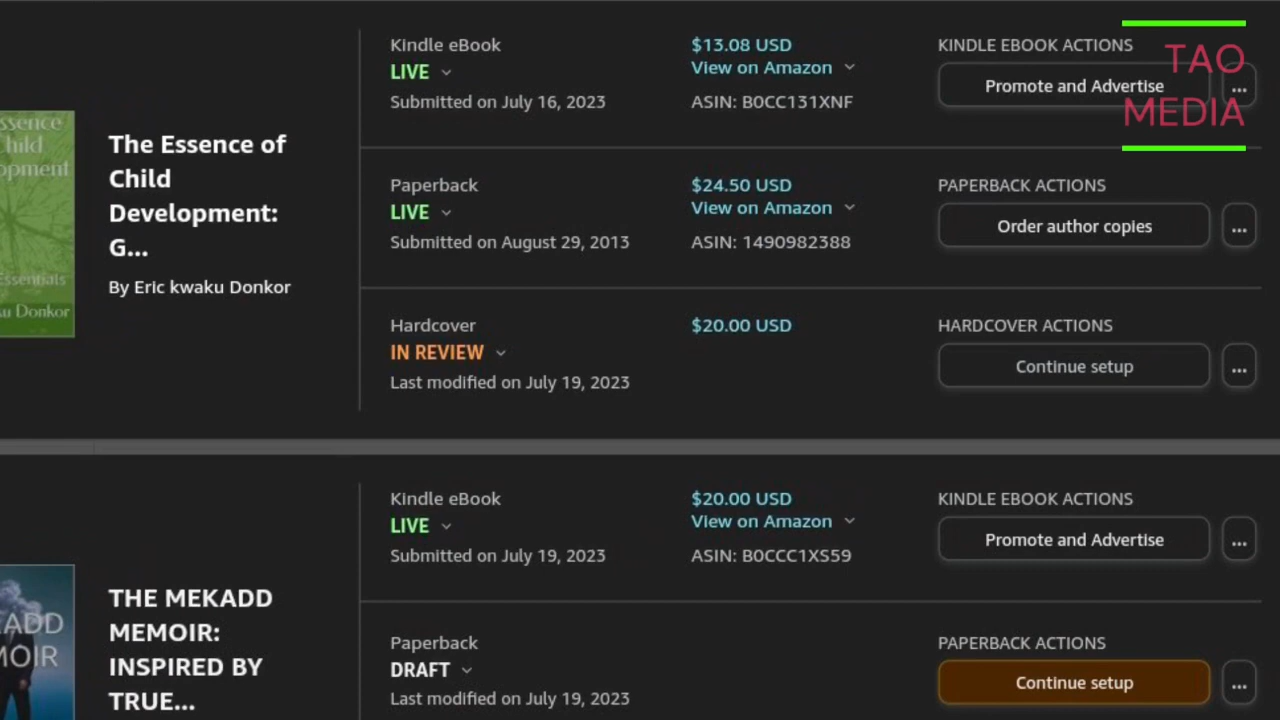 Kindle eBook
LIVE
Submitted on July 16, 2023
$13.08 USD
View on Amazon
ASIN: B0CC131XNF
KINDLE EBOOK ACTIONS
Promote and Advertise
...
TAO
MEDIA
ssence
Child
opment
Essentials
ku Donkor
The Essence of
Child
Development:
G...
By Eric kwaku Donkor
Paperback
LIVE
Submitted on August 29, 2013
$24.50 USD
View on Amazon
ASIN: 1490982388
PAPERBACK ACTIONS
Order author copies
...
Hardcover
IN REVIEW
Last modified on July 19, 2023
$20.00 USD
HARDCOVER ACTIONS
Continue setup
...
KADD
MOIR
THE MEKADD
MEMOIR:
INSPIRED BY
TRUE...
Kindle eBook
LIVE
Submitted on July 19, 2023
$20.00 USD
View on Amazon
ASIN: B0CCC1XS59
KINDLE EBOOK ACTIONS
Promote and Advertise
...
Paperback
DRAFT
Last modified on July 19, 2023
PAPERBACK ACTIONS
Continue setup
...